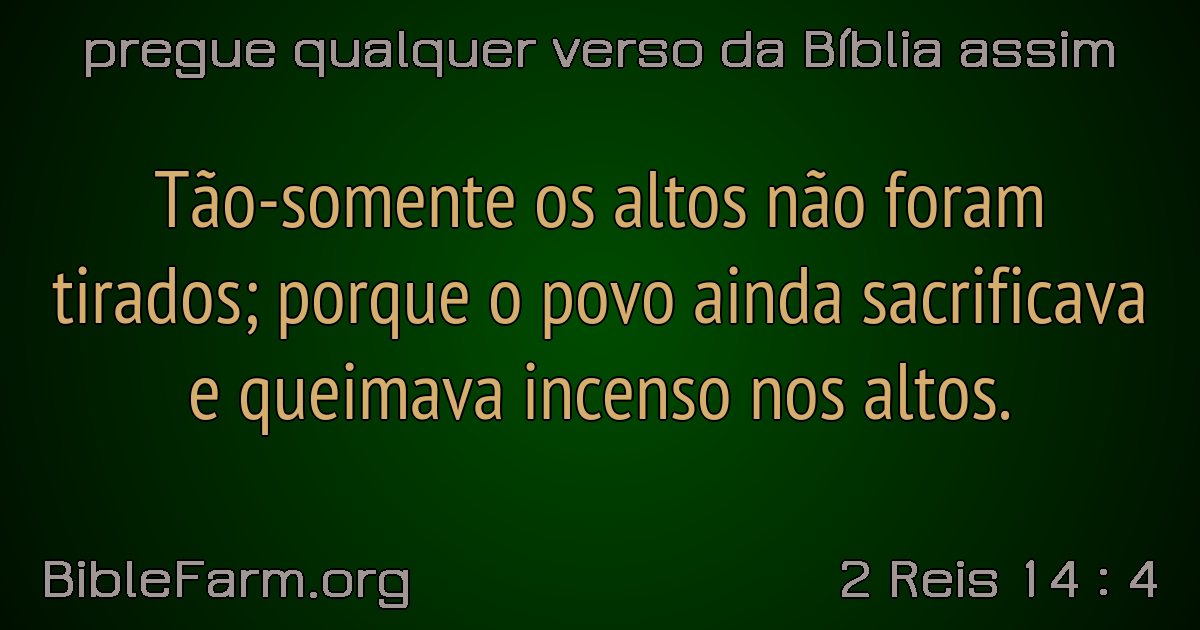 pregue qualquer verso da Bíblia assim
Tão-somente os altos não foram
tirados; porque o povo ainda sacrificava
e queimava incenso nos altos.
BibleFarm.org
2 Reis 14 : 4